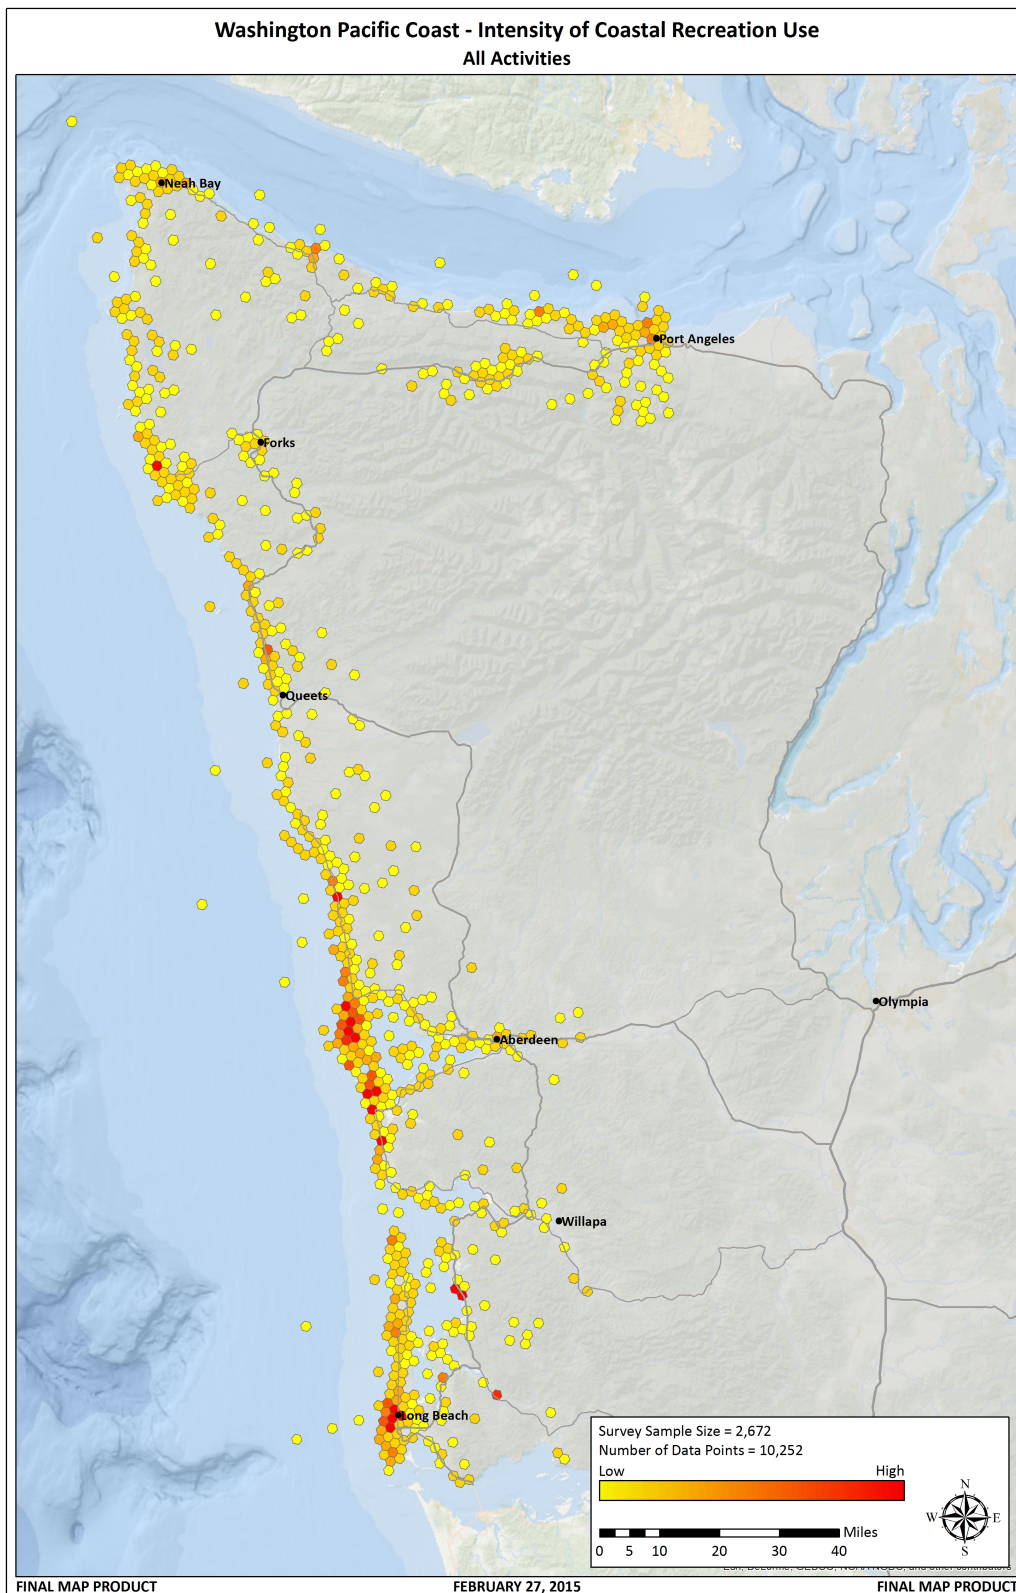 Washington Pacific Coast - Intensity of Coastal Recreation Use
All Activities
Neah Bay
Port Angeles
Forks
Queets
Olympia
Aberdeen
Willapa
Long Beach
Survey Sample Size = 2,672
Number of Data Points = 10,252
Low High
N
W E
S
Miles
0 5 10 20 30 40
FINAL MAP PRODUCT FEBRUARY 27, 2015 FINAL MAP PRODUCT